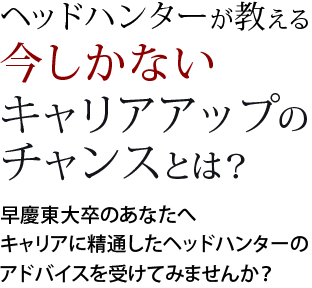 ヘッドハンターが教える
今しかない
キャリアアップの
チャンスとは？
早慶東大卒のあなたへ
キャリアに精通したヘッドハンターの
アドバイスを受けてみませんか？